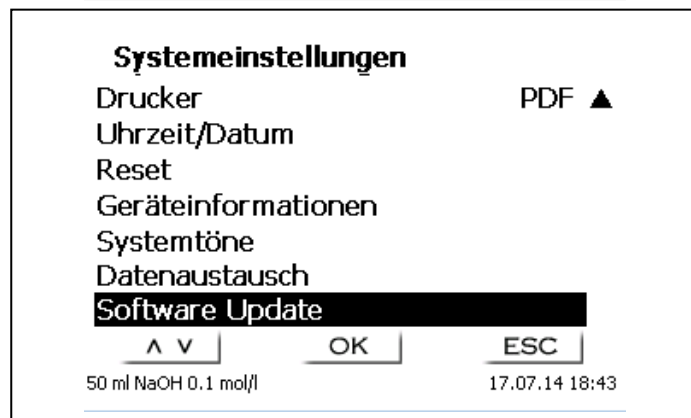 Systemeinstellungen
Drucker PDF ▲
Uhrzeit/Datum
Reset
Geräteinformationen
Systemtöne
Datenaustausch
Software Update
∧ ∨ OK ESC
50 ml NaOH 0.1 mol/l 17.07.14 18:43